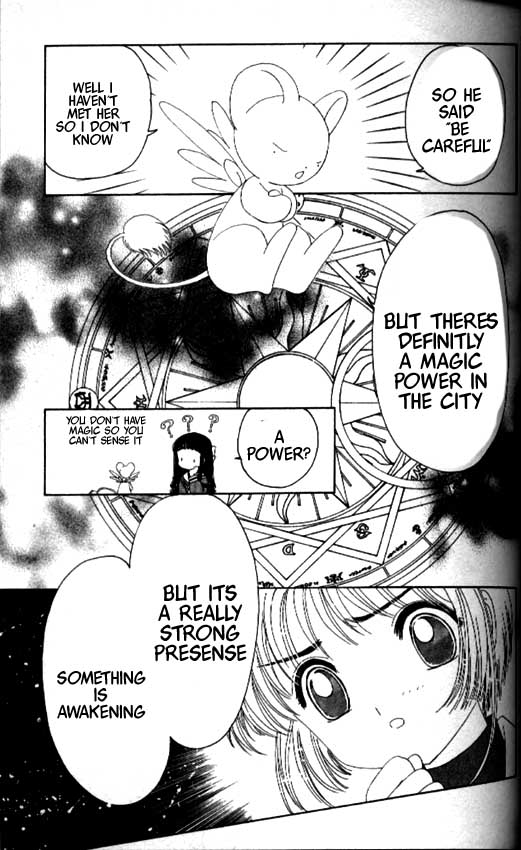 SO HE
SAID
"BE
CAREFUL"
WELL I
HAVEN'T
MET HER
SO I DON'T
KNOW
BUT THERES
DEFINITLY
A MAGIC
POWER IN
THE CITY
A
POWER?
? ? ?
YOU DON'T HAVE
MAGIC SO YOU
CAN'T SENSE IT
BUT ITS
A REALLY
STRONG
PRESENSE
SOMETHING
IS
AWAKENING